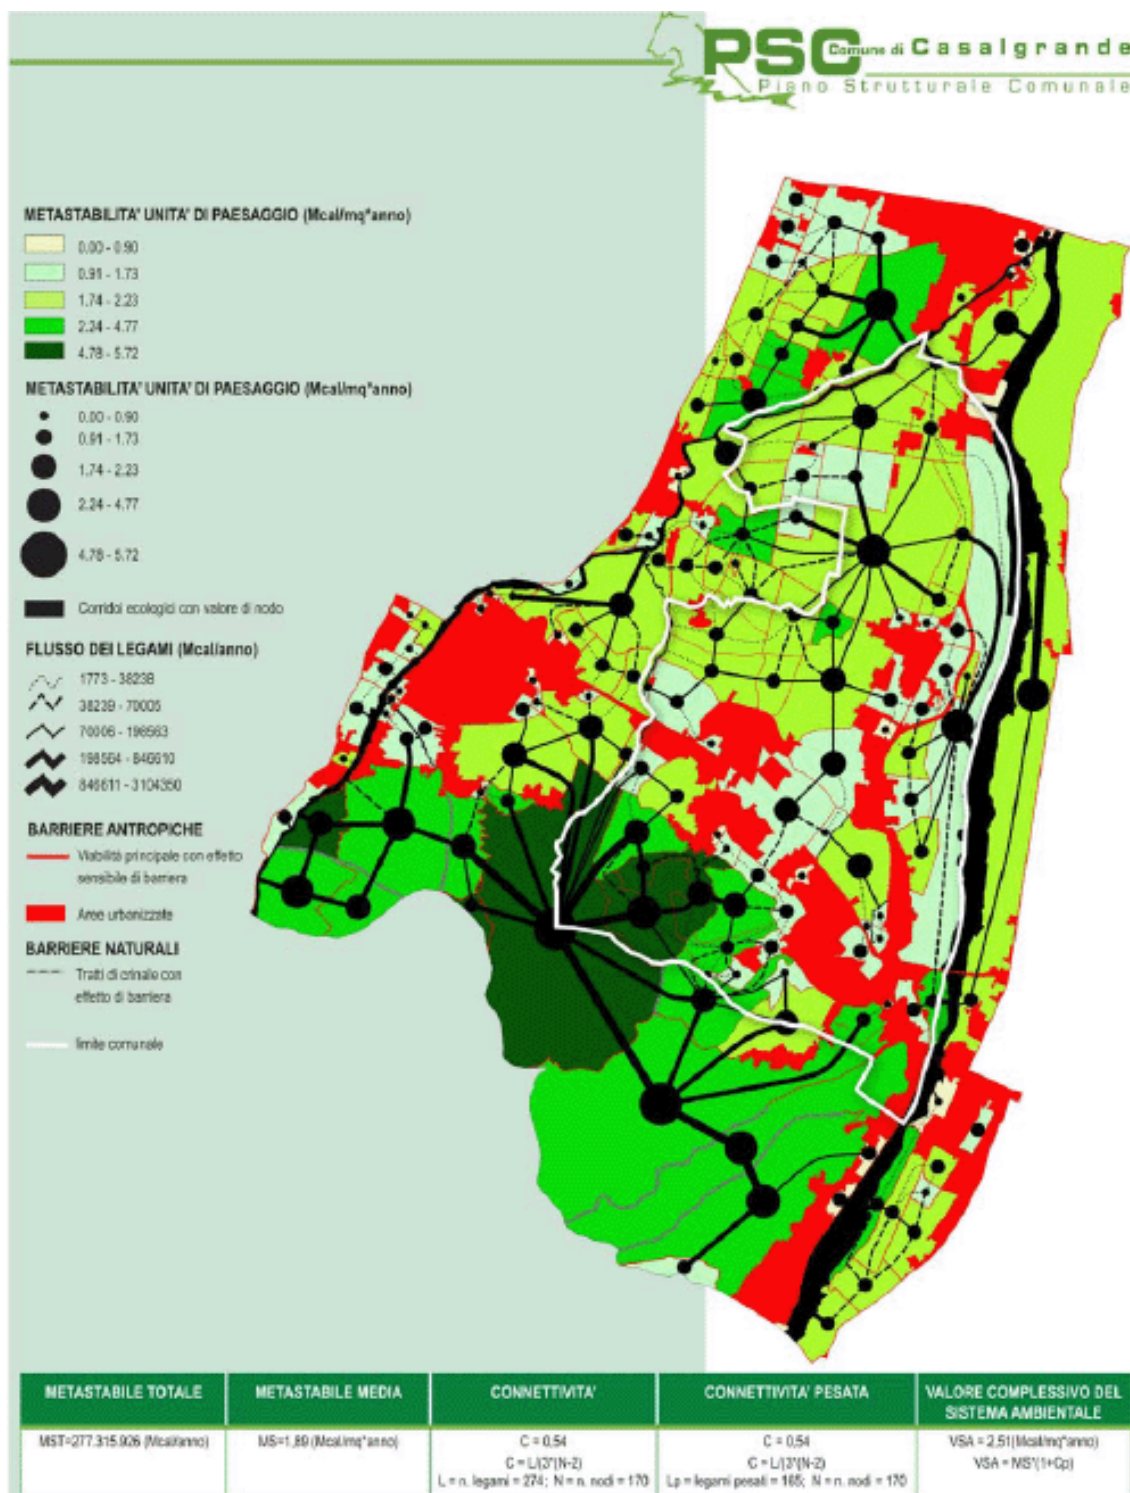 PSC Comune di Casalgrande
Piano Strutturale Comunale
METASTABILITA' UNITA' DI PAESAGGIO (Mcal/mq*anno)
0.00 - 0.90
0.91 - 1.73
1.74 - 2.23
2.24 - 4.77
4.78 - 5.72
METASTABILITA' UNITA' DI PAESAGGIO (Mcal/mq*anno)
0.00 - 0.90
0.91 - 1.73
1.74 - 2.23
2.24 - 4.77
4.78 - 5.72
Corridoi ecologici con valore di nodo
FLUSSO DEI LEGAMI (Mcal/anno)
1773 - 38238
38239 - 70005
70006 - 198563
198564 - 846610
846611 - 3104350
BARRIERE ANTROPICHE
Viabilità principale con effetto
sensibile di barriera
Aree urbanizzate
BARRIERE NATURALI
Tratti di crinale con
effetto di barriera
limite comunale
METASTABILE TOTALE
MST=277.315.926 (Mcal/anno)
METASTABILE MEDIA
MS=1,89 (Mcal/mq*anno)
CONNETTIVITA'
C = 0,54
C = L/(3*(N-2)
L = n. legami = 274; N = n. nodi = 170
CONNETTIVITA' PESATA
C = 0,54
C = L/(3*(N-2)
Lp = legami pesati = 165; N = n. nodi = 170
VALORE COMPLESSIVO DEL
SISTEMA AMBIENTALE
VSA = 2,51(Mcal/mq*anno)
VSA = MS*(1+Cp)